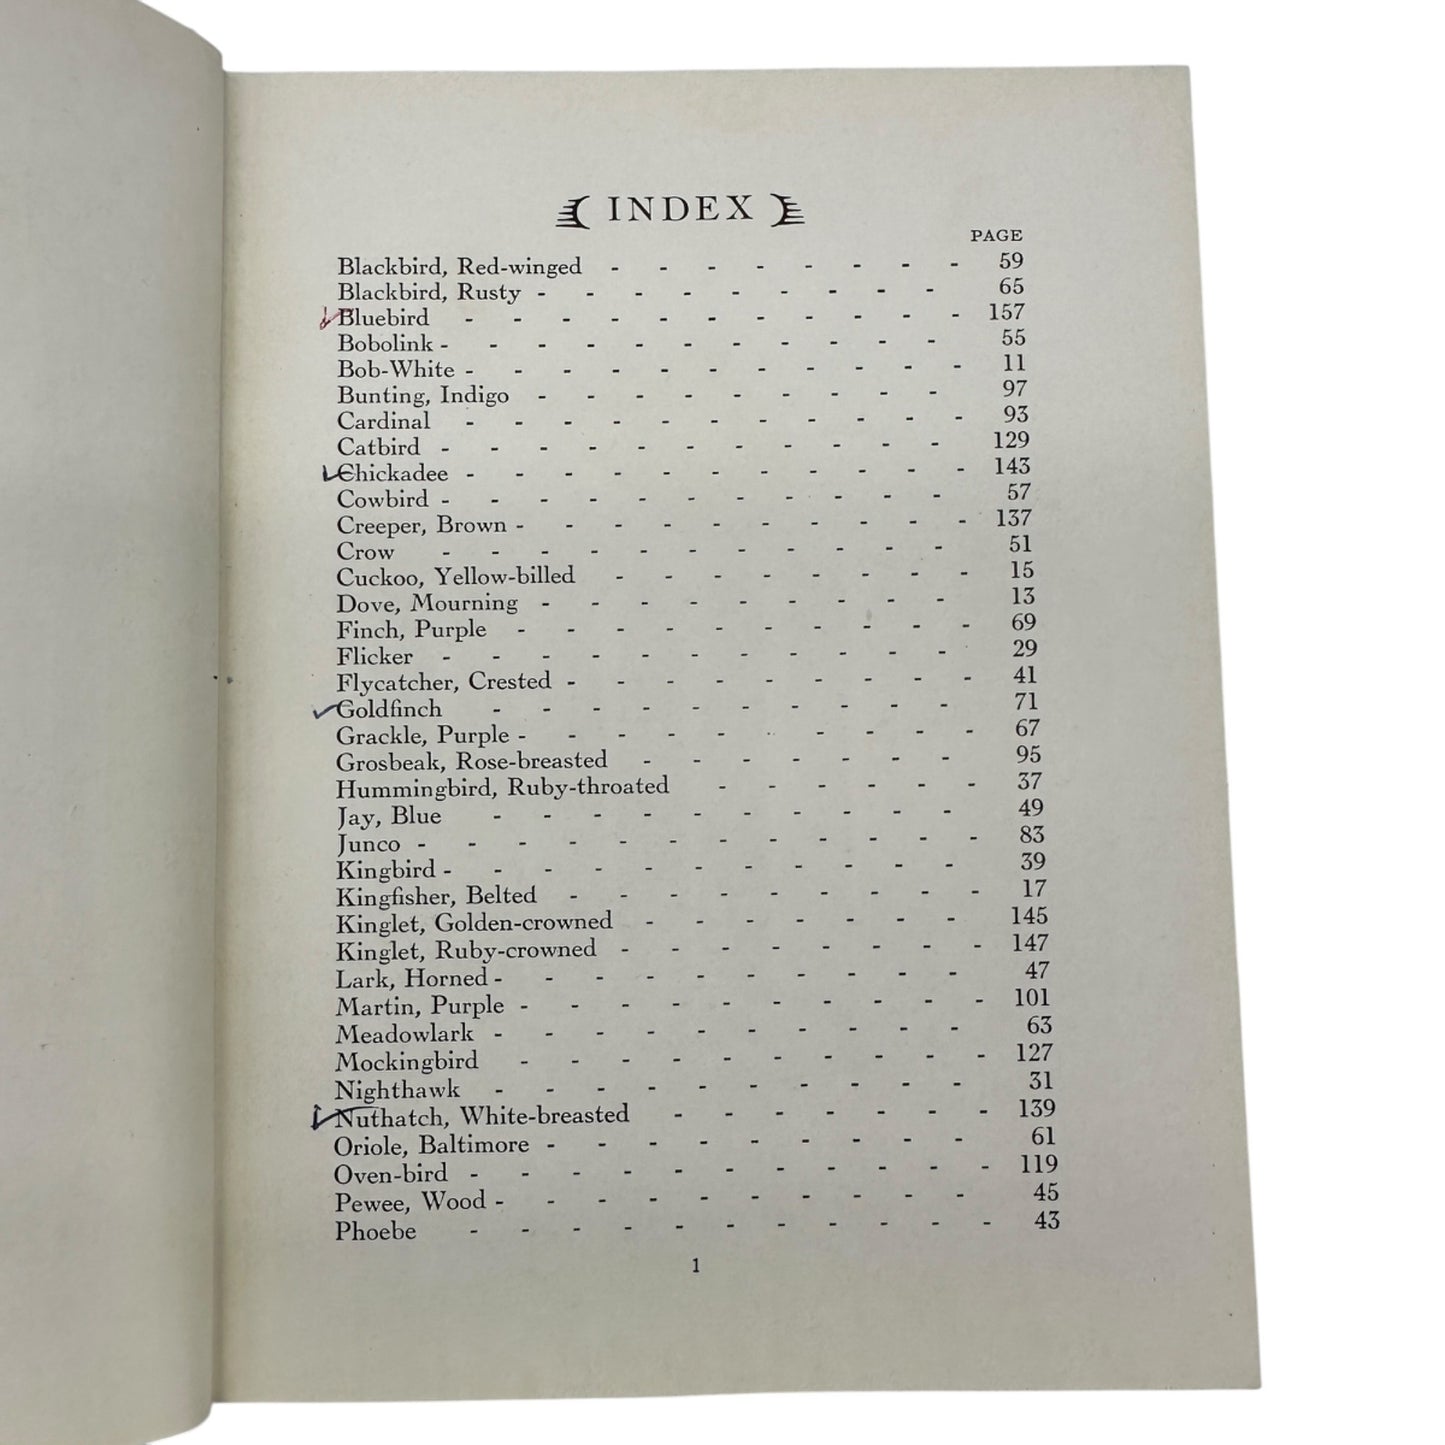 INDEX
PAGE
Blackbird, Red-winged - - - - - - - - 59
Blackbird, Rusty - - - - - - - - - 65
Bluebird - - - - - - - - - - - 157
Bobolink - - - - - - - - - - - 55
Bob-White - - - - - - - - - - - 11
Bunting, Indigo - - - - - - - - - 97
Cardinal - - - - - - - - - - - 93
Catbird - - - - - - - - - - - 129
Chickadee - - - - - - - - - - - 143
Cowbird - - - - - - - - - - - 57
Creeper, Brown - - - - - - - - - - 137
Crow - - - - - - - - - - - 51
Cuckoo, Yellow-billed - - - - - - - - 15
Dove, Mourning - - - - - - - - - 13
Finch, Purple - - - - - - - - - - 69
Flicker - - - - - - - - - - - 29
Flycatcher, Crested - - - - - - - - - 41
Goldfinch - - - - - - - - - - 71
Grackle, Purple - - - - - - - - - - 67
Grosbeak, Rose-breasted - - - - - - - 95
Hummingbird, Ruby-throated - - - - - - 37
Jay, Blue - - - - - - - - - - 49
Junco - - - - - - - - - - - - 83
Kingbird - - - - - - - - - - - 39
Kingfisher, Belted - - - - - - - - - 17
Kinglet, Golden-crowned - - - - - - - 145
Kinglet, Ruby-crowned - - - - - - - - 147
Lark, Horned - - - - - - - - - - 47
Martin, Purple - - - - - - - - - - 101
Meadowlark - - - - - - - - - - 63
Mockingbird - - - - - - - - - - 127
Nighthawk - - - - - - - - - - 31
Nuthatch, White-breasted - - - - - - - 139
Oriole, Baltimore - - - - - - - - - 61
Oven-bird - - - - - - - - - - - 119
Pewee, Wood - - - - - - - - - - 45
Phoebe - - - - - - - - - - - 43
1